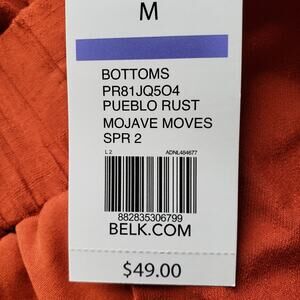 M
BOTTOMS
PR81JQ5O4
PUEBLO RUST
MOJAVE MOVES
SPR 2
L 2 ADNL484677
882835306799
BELK.COM
$49.00